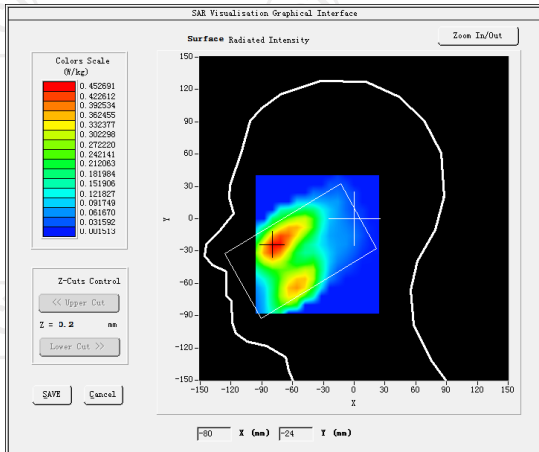 SAR Visualisation Graphical Interface
Surface Radiated Intensity
Zoom In/Out
Colors Scale
(W/kg)
0.452691
0.422612
0.392534
0.362455
0.332377
0.302298
0.272220
0.242141
0.212063
0.181984
0.151906
0.121827
0.091749
0.061670
0.031592
0.001513
Z-Cuts Control
<< Upper Cut
Z = 0.2 mm
Lower Cut >>
SAVE Cancel
150
120
90
60
30
0
-30
-60
-90
-120
-150
Y
-150 -120 -90 -60 -30 0 30 60 90 120 150
X
-80 X (mm) -24 Y (mm)